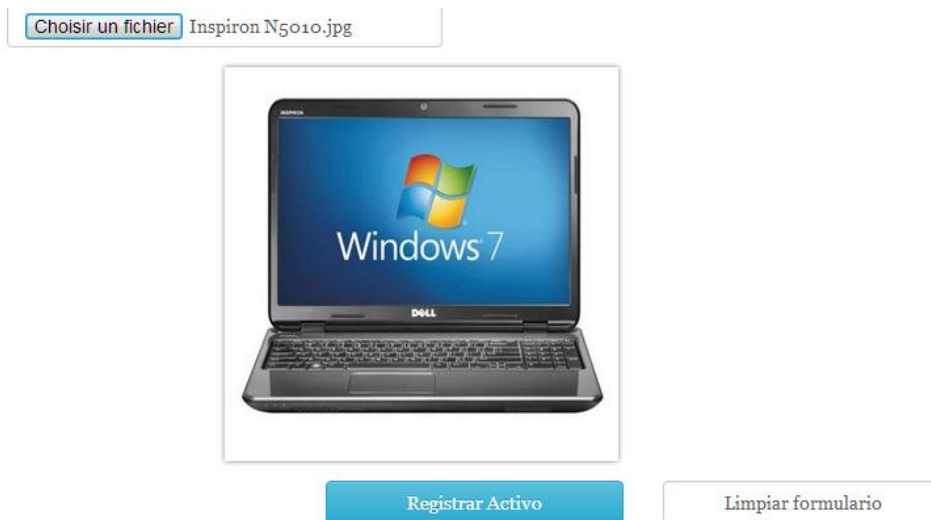 Choisir un fichier Inspiron N5010.jpg
INSPIRON
Windows 7
DELL
Registrar Activo Limpiar formulario